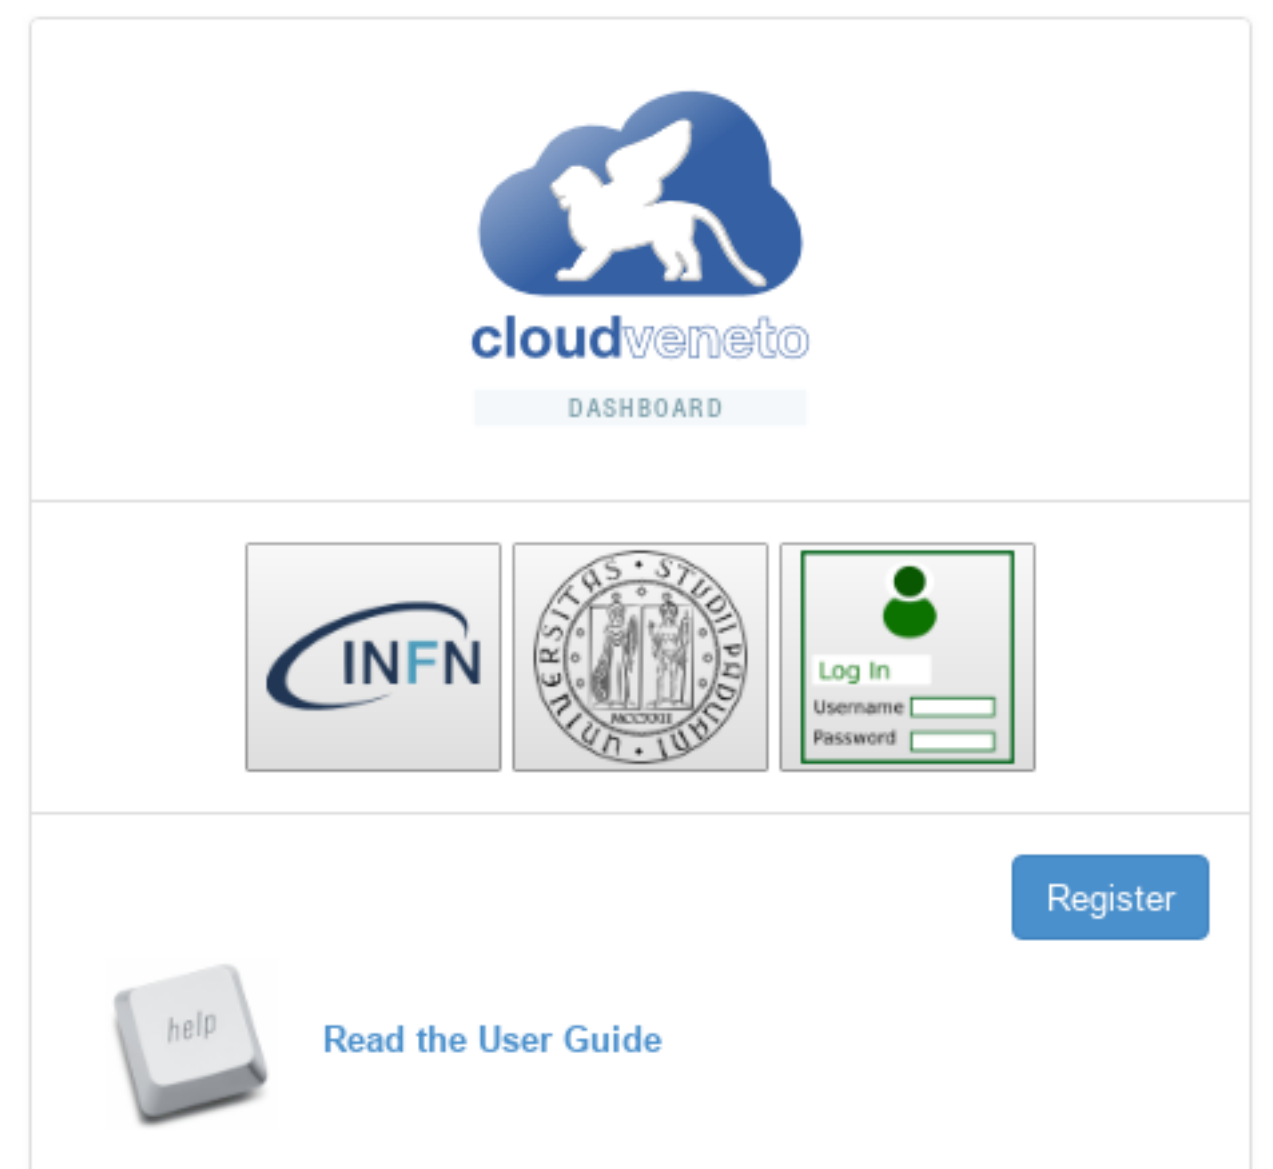 cloudveneto
DASHBOARD
INFN
UNIVERSITAS STUDII PADUANI
MCCXXII
Log In
Username
Password
Register
help
Read the User Guide